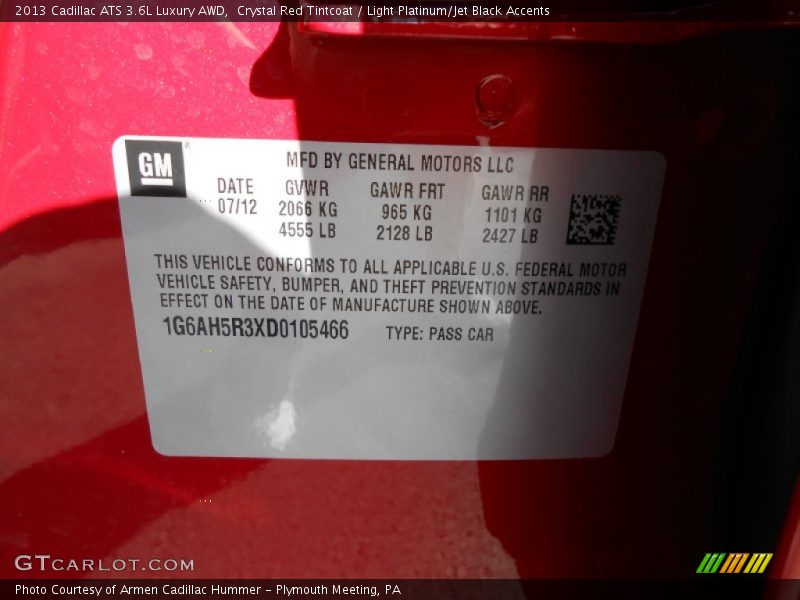 2013 Cadillac ATS 3.6L Luxury AWD,  Crystal Red Tintcoat / Light Platinum/Jet Black Accents
GM
MFD BY GENERAL MOTORS LLC
DATE GVWR GAWR FRT GAWR RR
07/12 2066 KG 965 KG 1101 KG
4555 LB 2128 LB 2427 LB
THIS VEHICLE CONFORMS TO ALL APPLICABLE U.S. FEDERAL MOTOR
VEHICLE SAFETY, BUMPER, AND THEFT PREVENTION STANDARDS IN
EFFECT ON THE DATE OF MANUFACTURE SHOWN ABOVE.
1G6AH5R3XD0105466 TYPE: PASS CAR
GTCARLOT.COM
Photo Courtesy of Armen Cadillac Hummer - Plymouth Meeting, PA